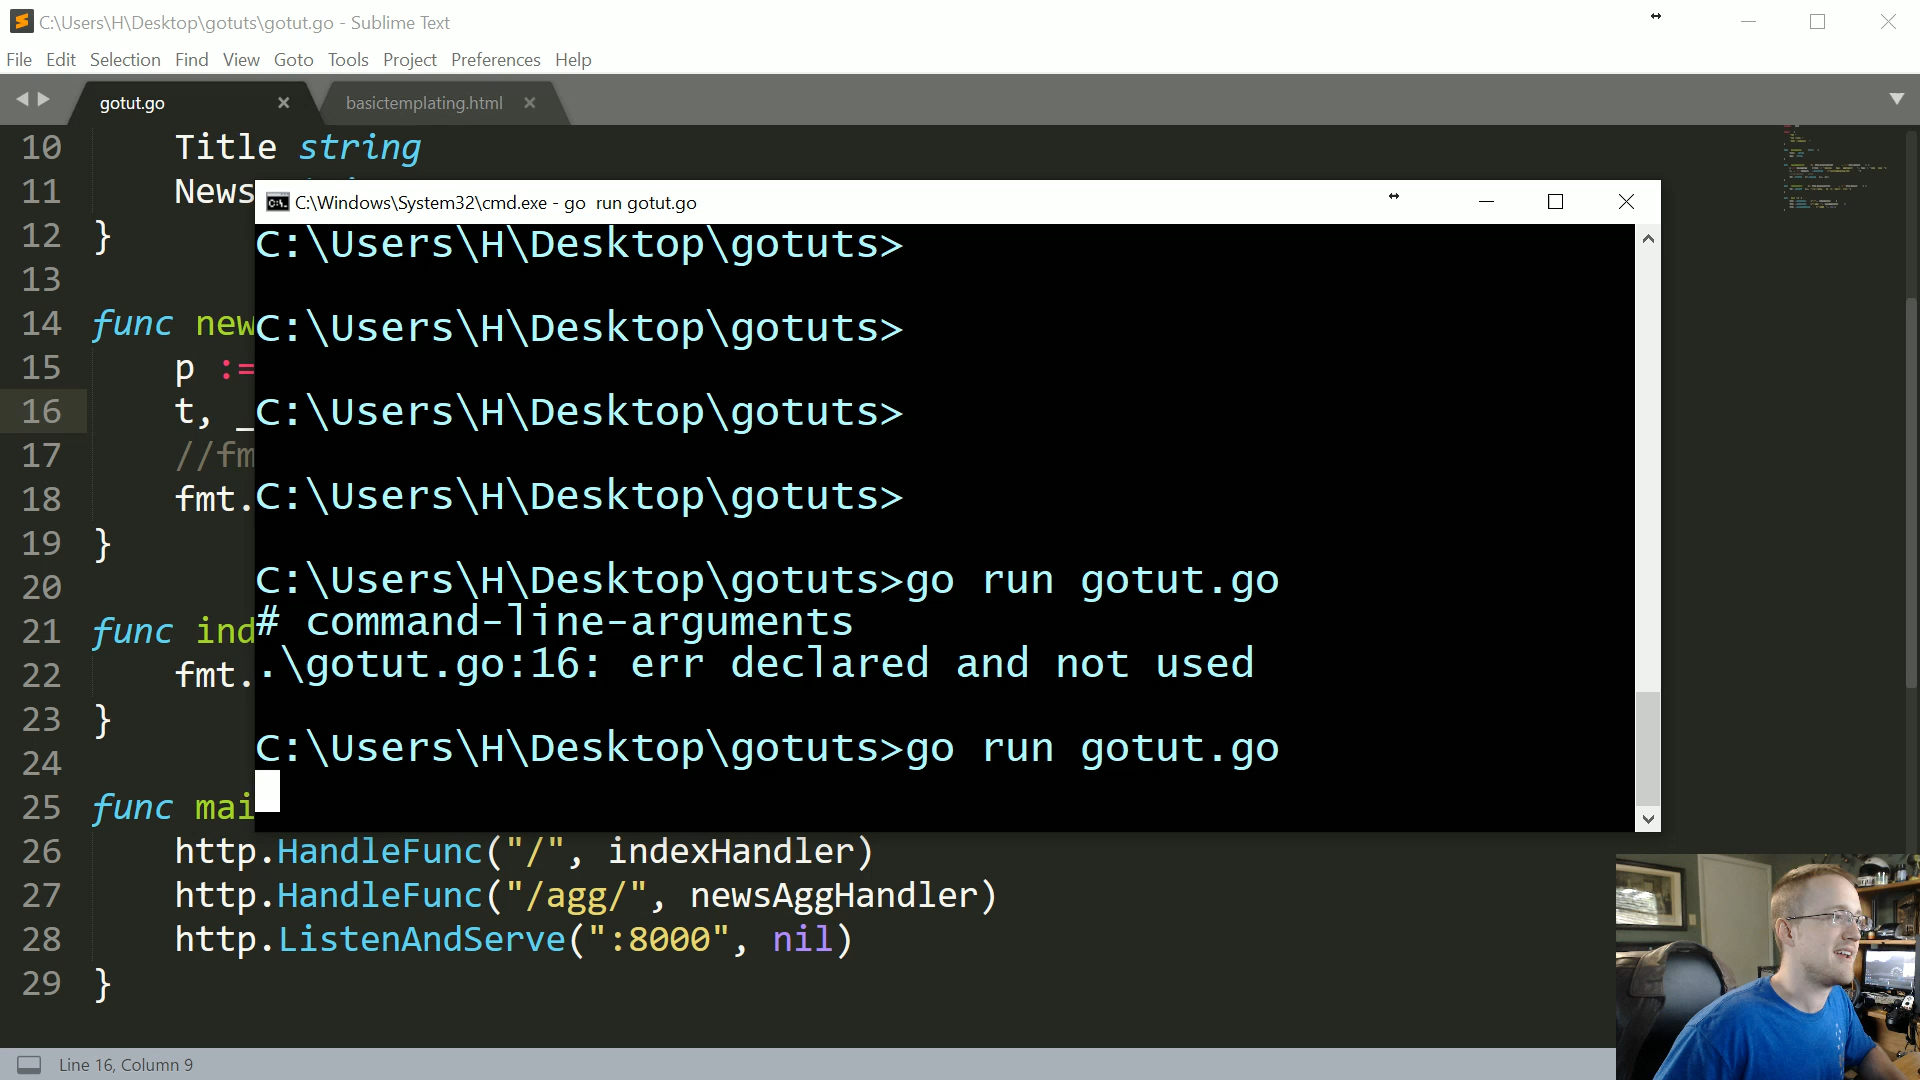 C:\Users\H\Desktop\gotuts\gotut.go - Sublime Text
File Edit Selection Find View Goto Tools Project Preferences Help
gotut.go
basictemplating.html
10 Title string
11 News
12 }
13
14 func new
15 p :=
16 t, _
17 //fm
18 fmt.
19 }
20
21 func ind
22 fmt.
23 }
24
25 func mai
26 http.HandleFunc("/", indexHandler)
27 http.HandleFunc("/agg/", newsAggHandler)
28 http.ListenAndServe(":8000", nil)
29 }
C:\Windows\System32\cmd.exe - go run gotut.go
C:\Users\H\Desktop\gotuts>
C:\Users\H\Desktop\gotuts>
C:\Users\H\Desktop\gotuts>
C:\Users\H\Desktop\gotuts>
C:\Users\H\Desktop\gotuts>go run gotut.go
# command-line-arguments
.\gotut.go:16: err declared and not used
C:\Users\H\Desktop\gotuts>go run gotut.go
Line 16, Column 9